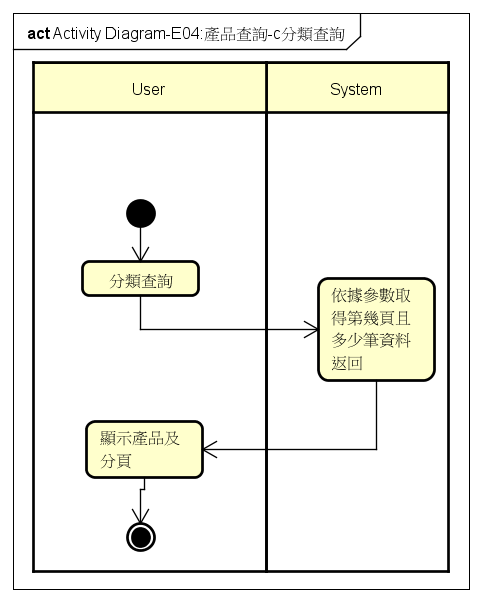 act Activity Diagram-E04:產品查詢-c分類查詢
User
System
分類查詢
依據參數取
得第幾頁且
多少筆資料
返回
顯示產品及
分頁